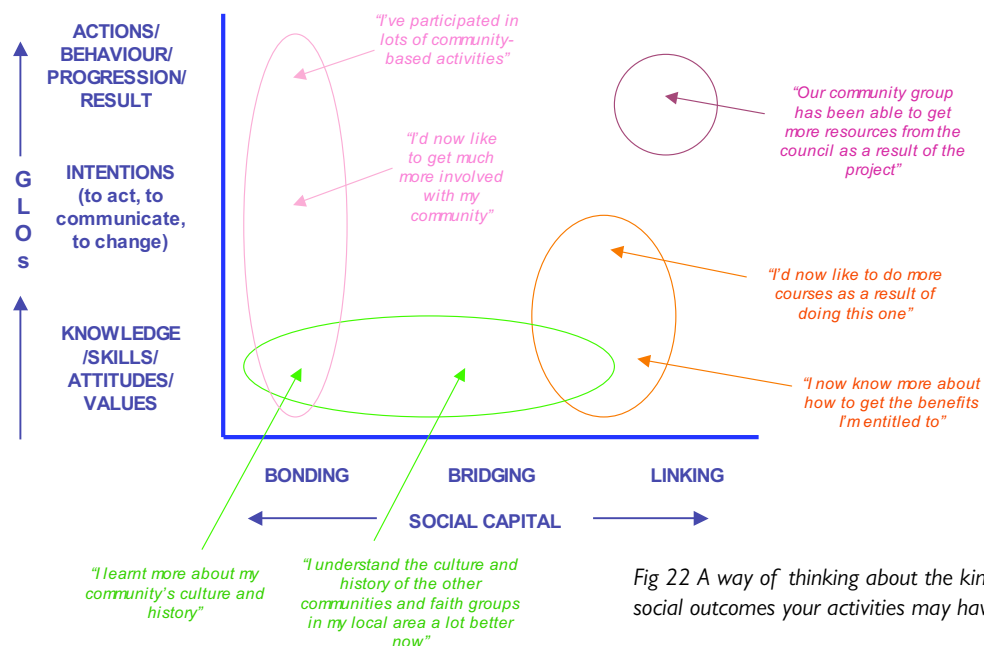 ACTIONS/
BEHAVIOUR/
PROGRESSION/
RESULT
G
L
O
s
INTENTIONS
(to act, to
communicate,
to change)
KNOWLEDGE
/SKILLS/
ATTITUDES/
VALUES
“I’ve participated in
lots of community-
based activities”
“I’d now like
to get much
more involved
with my
community”
“Our community group
has been able to get
more resources from the
council as a result of the
project”
“I’d now like to do more
courses as a result of
doing this one”
“I now know more about
how to get the benefits
I’m entitled to”
BONDING
BRIDGING
LINKING
SOCIAL CAPITAL
“I learnt more about my
community’s culture and
history”
“I understand the culture and
history of the other
communities and faith groups
in my local area a lot better
now”
Fig 22 A way of thinking about the kin
social outcomes your activities may hav